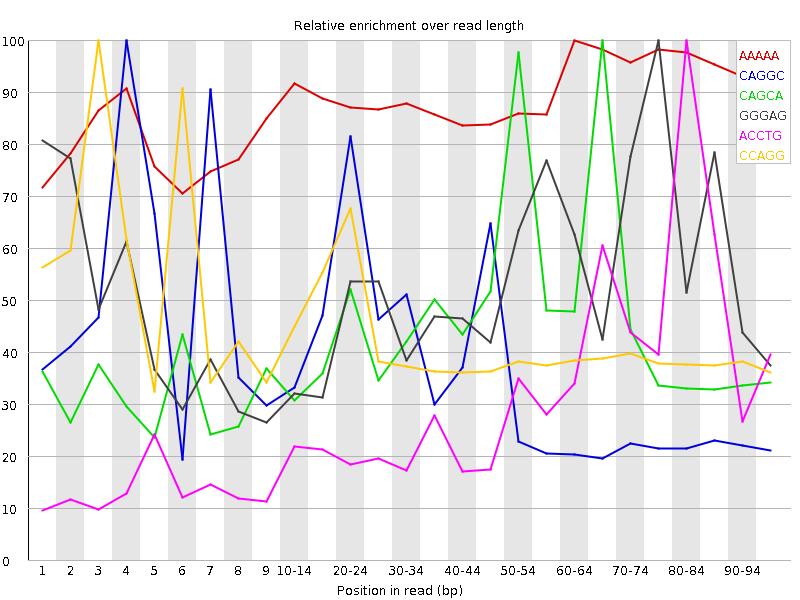 Relative enrichment over read length
100
90
80
70
60
50
40
30
20
10
0
AAAAA
CAGGC
CAGCA
GGGAG
ACCTG
CCAGG
1 2 3 4 5 6 7 8 9 10-14 20-24 30-34 40-44 50-54 60-64 70-74 80-84 90-94
Position in read (bp)